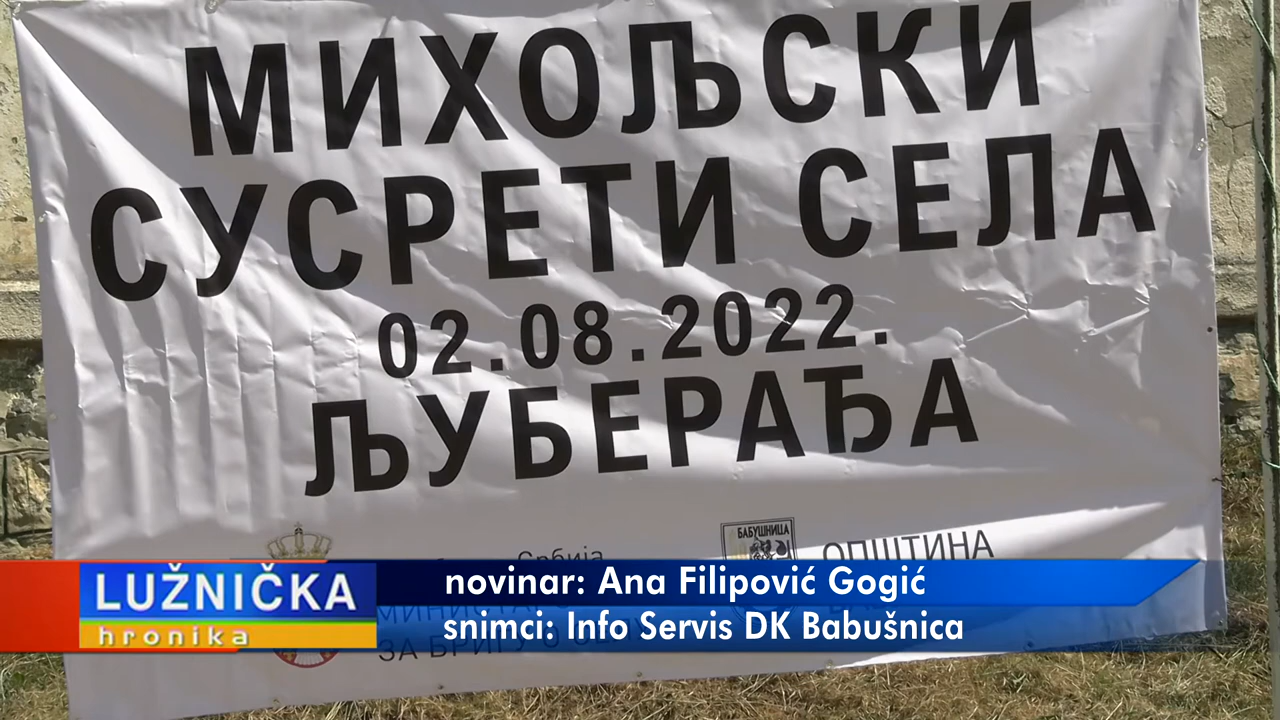 МИХОЉСКИ
СУСРЕТИ СЕЛА
02.08.2022.
ЉУБЕРАЂА
Србија
БАБУШНИЦА
ОПШТИНА
ЗА БРИГУ О
LUŽNIČKA
hronika
novinar: Ana Filipović Gogić
snimci: Info Servis DK Babušnica